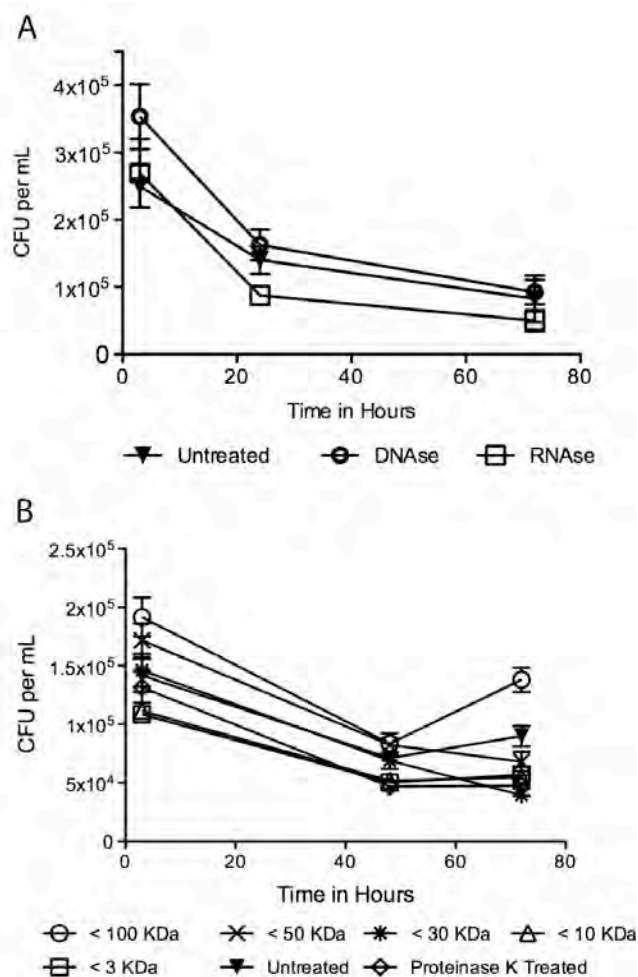 A
4x10⁵
3x10⁵
2x10⁵
1x10⁵
0
CFU per mL
0 20 40 60 80
Time in Hours
Untreated DNAse RNAse
B
2.5x10⁵
2x10⁵
1.5x10⁵
1x10⁵
5x10⁴
0
CFU per mL
0 20 40 60 80
Time in Hours
< 100 KDa < 50 KDa < 30 KDa < 10 KDa
< 3 KDa Untreated Proteinase K Treated